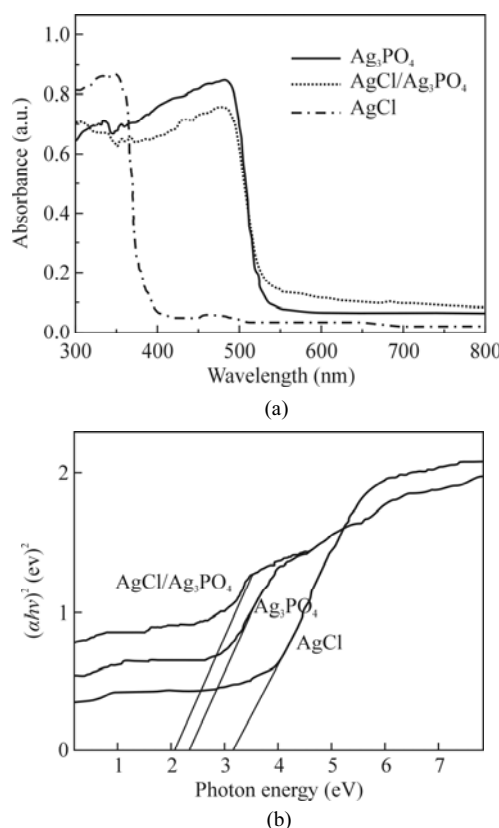 (a)
Absorbance (a.u.)
1.0
0.8
0.6
0.4
0.2
0.0
Ag₃PO₄
AgCl/Ag₃PO₄
AgCl
300 400 500 600 700 800
Wavelength (nm)
(a)
(αhν)² (ev)²
2
1
0
AgCl/Ag₃PO₄
Ag₃PO₄
AgCl
1 2 3 4 5 6 7
Photon energy (eV)
(b)